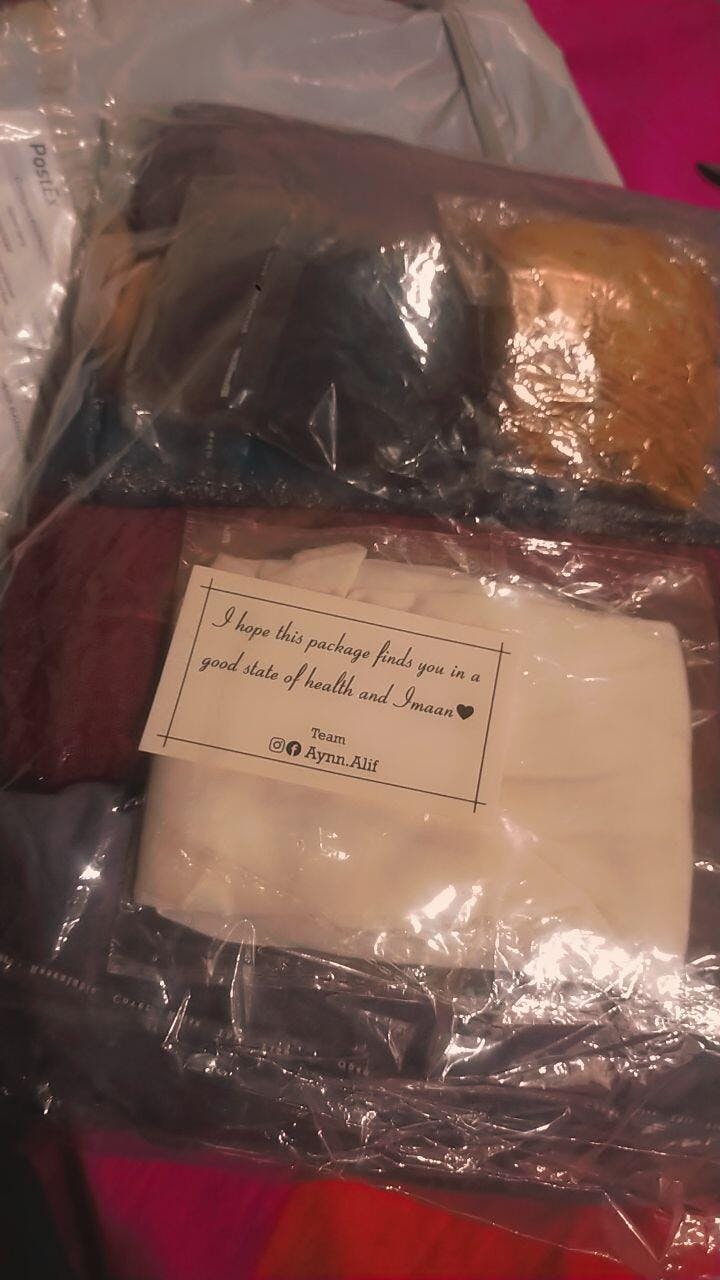 PostEx
I hope this package finds you in a
good state of health and Imaan♥
Team
Aynn.Alif